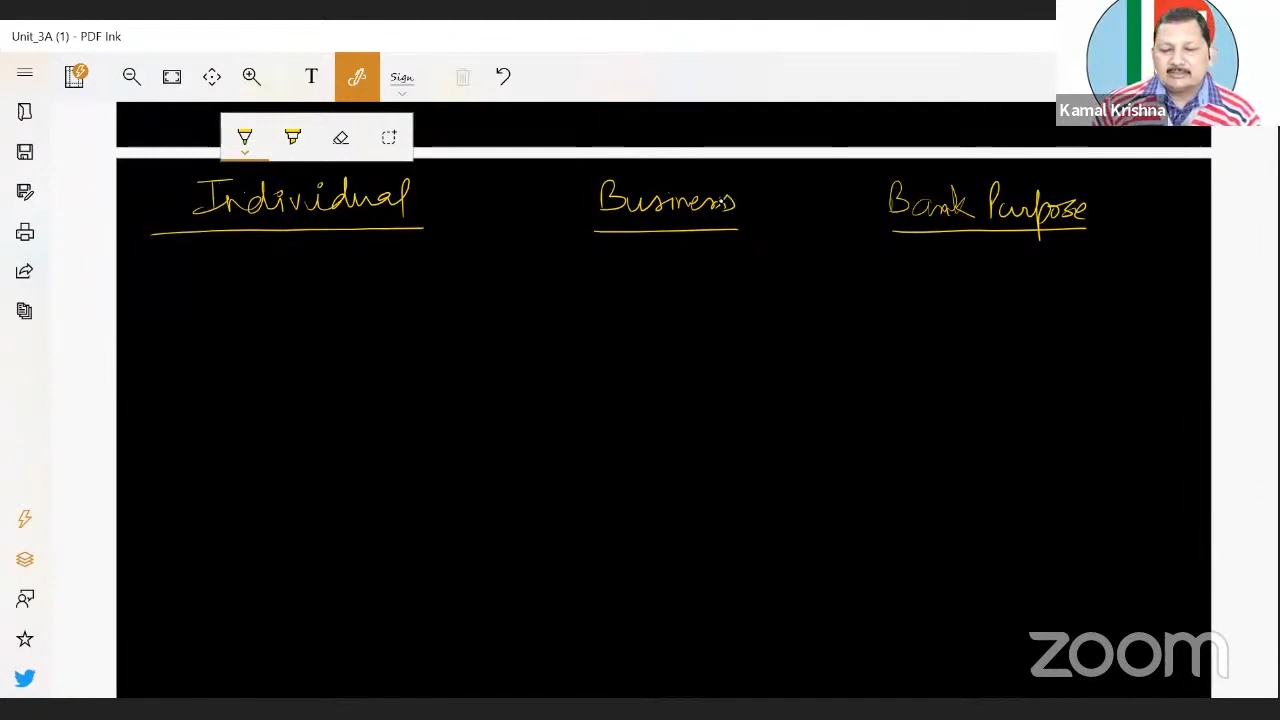 Unit_3A (1) - PDF Ink
T
Sign
Kamal Krishna
Individual Business Bank Purpose
zoom